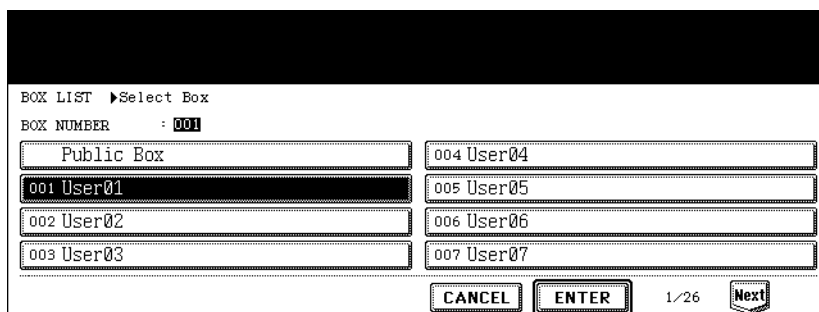 BOX LIST ▶Select Box
BOX NUMBER : 001
Public Box
001 User01
002 User02
003 User03
004 User04
005 User05
006 User06
007 User07
CANCEL ENTER 1/26 Next